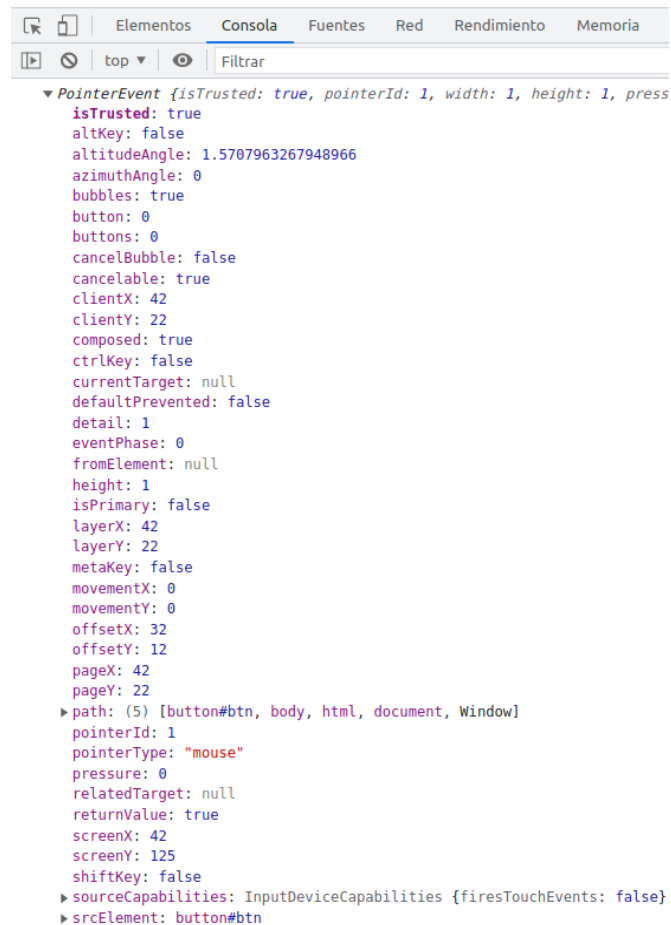 Elementos Consola Fuentes Red Rendimiento Memoria
top ▼ Filtrar
▼ PointerEvent {isTrusted: true, pointerId: 1, width: 1, height: 1, press
isTrusted: true
altKey: false
altitudeAngle: 1.5707963267948966
azimuthAngle: 0
bubbles: true
button: 0
buttons: 0
cancelBubble: false
cancelable: true
clientX: 42
clientY: 22
composed: true
ctrlKey: false
currentTarget: null
defaultPrevented: false
detail: 1
eventPhase: 0
fromElement: null
height: 1
isPrimary: false
layerX: 42
layerY: 22
metaKey: false
movementX: 0
movementY: 0
offsetX: 32
offsetY: 12
pageX: 42
pageY: 22
▶ path: (5) [button#btn, body, html, document, Window]
pointerId: 1
pointerType: "mouse"
pressure: 0
relatedTarget: null
returnValue: true
screenX: 42
screenY: 125
shiftKey: false
▶ sourceCapabilities: InputDeviceCapabilities {firesTouchEvents: false}
▶ srcElement: button#btn